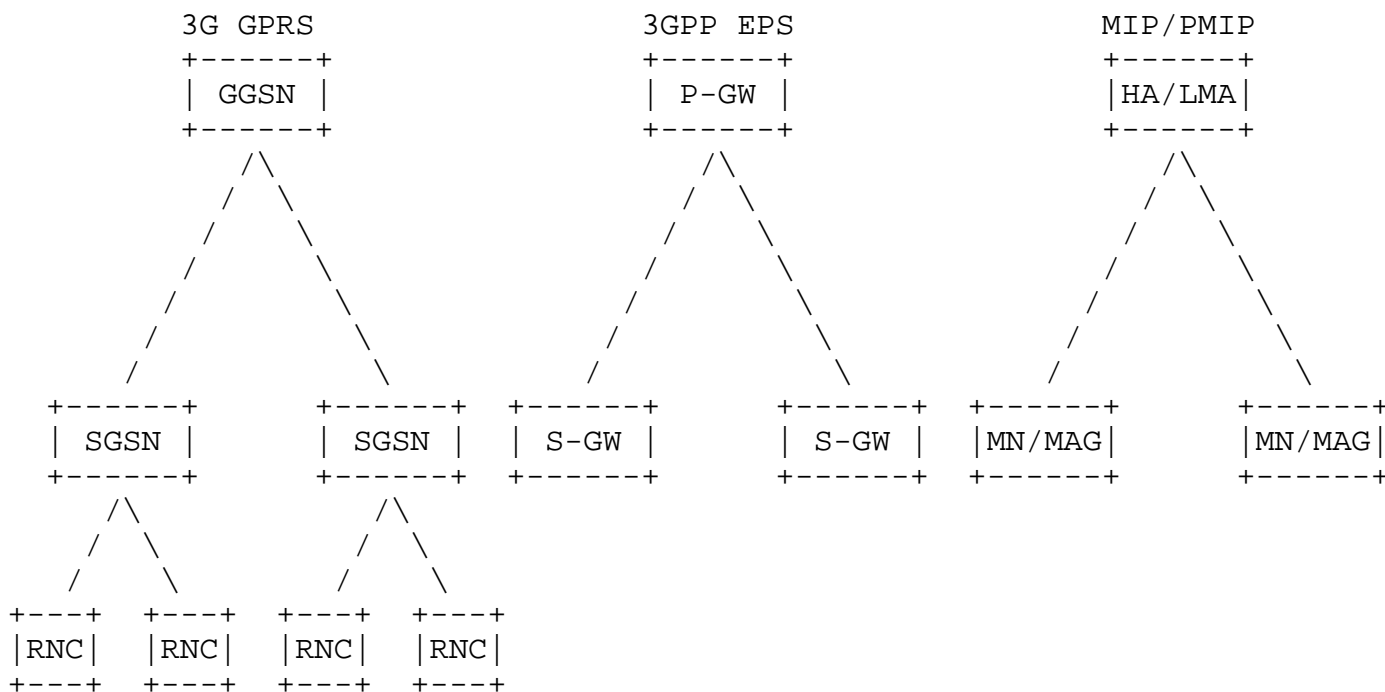 3G GPRS 3GPP EPS MIP/PMIP
GGSN P-GW HA/LMA
SGSN SGSN S-GW S-GW MN/MAG MN/MAG
RNC RNC RNC RNC